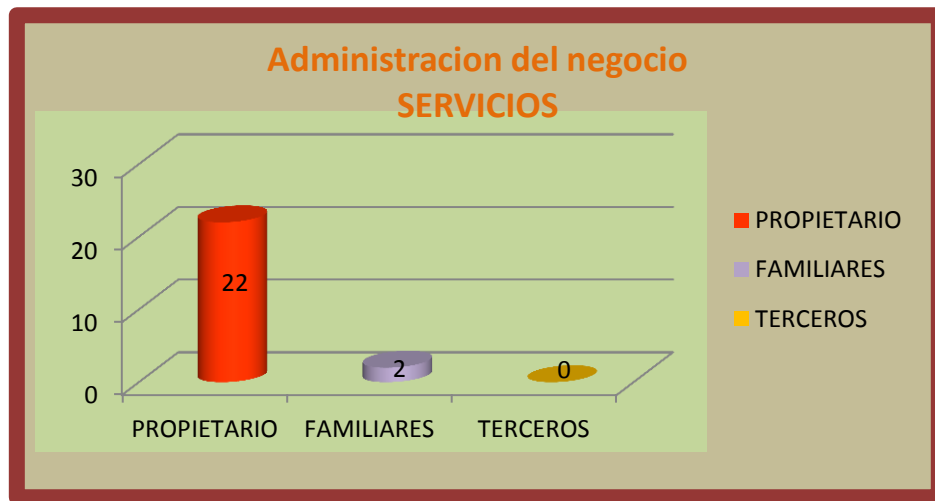 Administracion del negocio
SERVICIOS
30
20
10
0
22
2
0
PROPIETARIO
FAMILIARES
TERCEROS
PROPIETARIO
FAMILIARES
TERCEROS